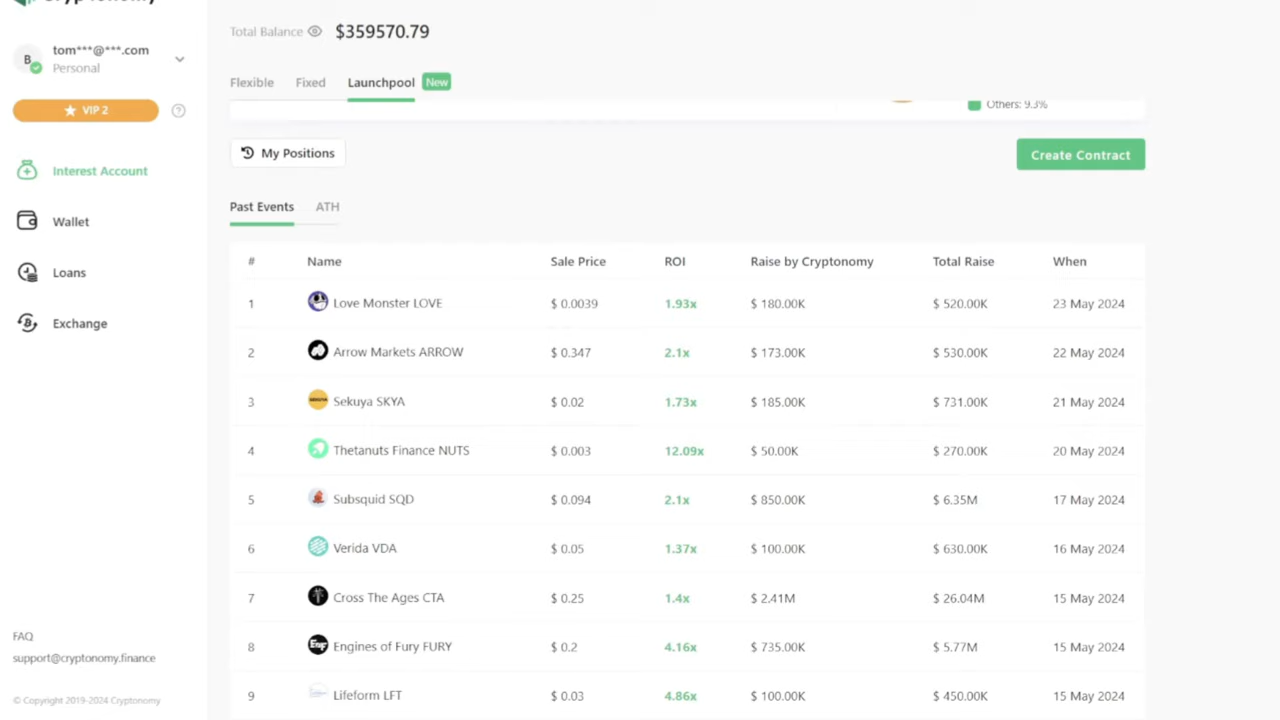 Cryptonomy
Total Balance $359570.79
tom***@***.com
B
Personal
Flexible Fixed Launchpool New
VIP 2 ?
Others: 9.3%
My Positions Create Contract
Interest Account
Past Events ATH
Wallet
# Name Sale Price ROI Raise by Cryptonomy Total Raise When
Loans
1 Love Monster LOVE $ 0.0039 1.93x $ 180.00K $ 520.00K 23 May 2024
Exchange
2 Arrow Markets ARROW $ 0.347 2.1x $ 173.00K $ 530.00K 22 May 2024
3 Sekuya SKYA $ 0.02 1.73x $ 185.00K $ 731.00K 21 May 2024
4 Thetanuts Finance NUTS $ 0.003 12.09x $ 50.00K $ 270.00K 20 May 2024
5 Subsquid SQD $ 0.094 2.1x $ 850.00K $ 6.35M 17 May 2024
6 Verida VDA $ 0.05 1.37x $ 100.00K $ 630.00K 16 May 2024
7 Cross The Ages CTA $ 0.25 1.4x $ 2.41M $ 26.04M 15 May 2024
8 Engines of Fury FURY $ 0.2 4.16x $ 735.00K $ 5.77M 15 May 2024
9 Lifeform LFT $ 0.03 4.86x $ 100.00K $ 450.00K 15 May 2024
FAQ
support@cryptonomy.finance
© Copyright 2019-2024 Cryptonomy